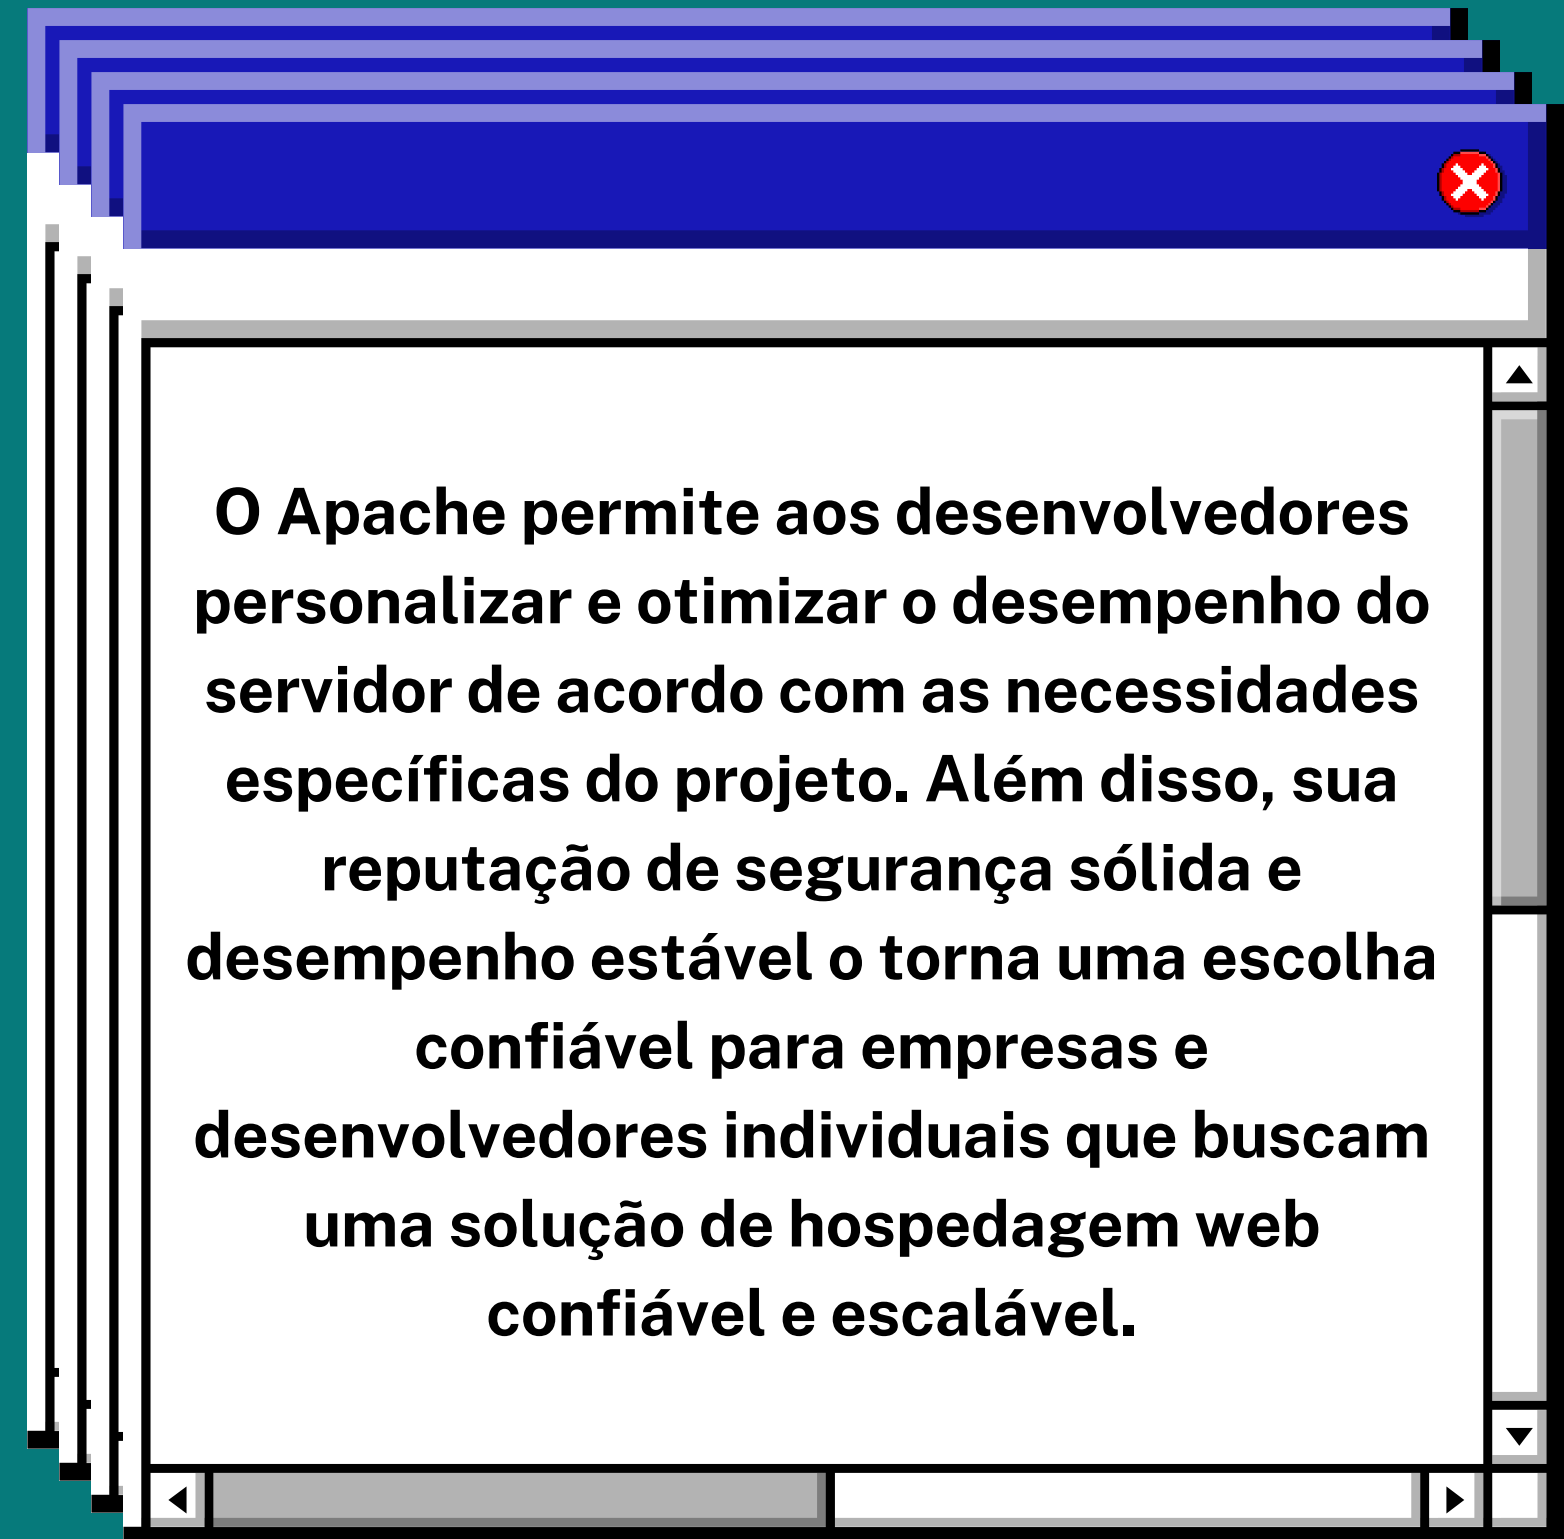 O Apache permite aos desenvolvedores
personalizar e otimizar o desempenho do
servidor de acordo com as necessidades
específicas do projeto. Além disso, sua
reputação de segurança sólida e
desempenho estável o torna uma escolha
confiável para empresas e
desenvolvedores individuais que buscam
uma solução de hospedagem web
confiável e escalável.